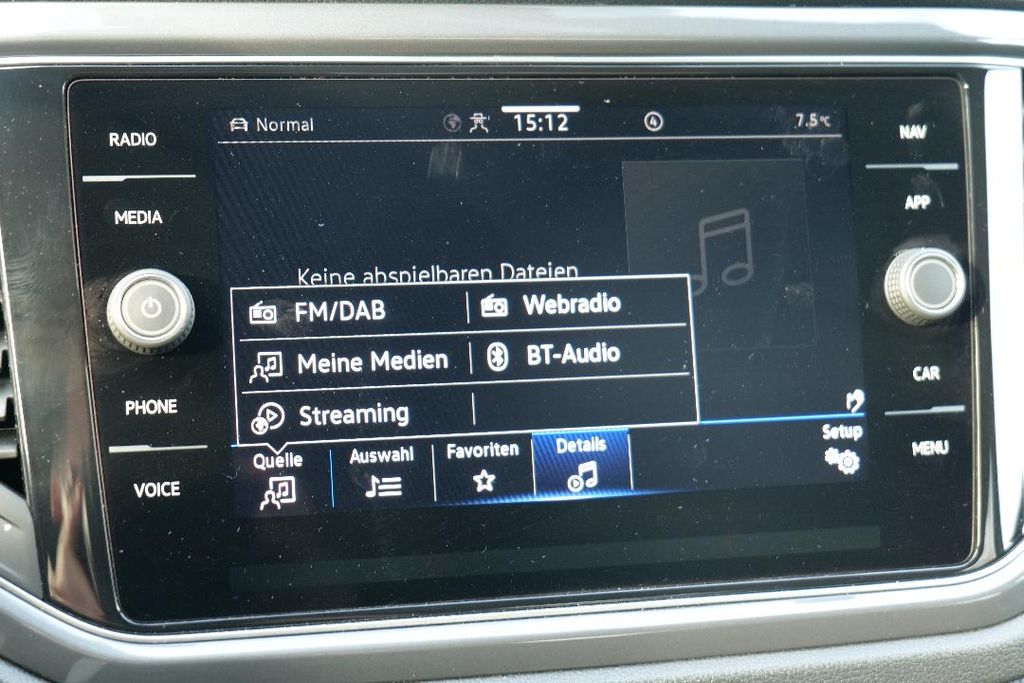 RADIO
MEDIA
PHONE
VOICE
Normal
15:12
4
7.5°C
Keine abspielbaren Dateien
FM/DAB
Webradio
Meine Medien
BT-Audio
Streaming
Quelle
Auswahl
Favoriten
Details
Setup
NAV
APP
CAR
MENU